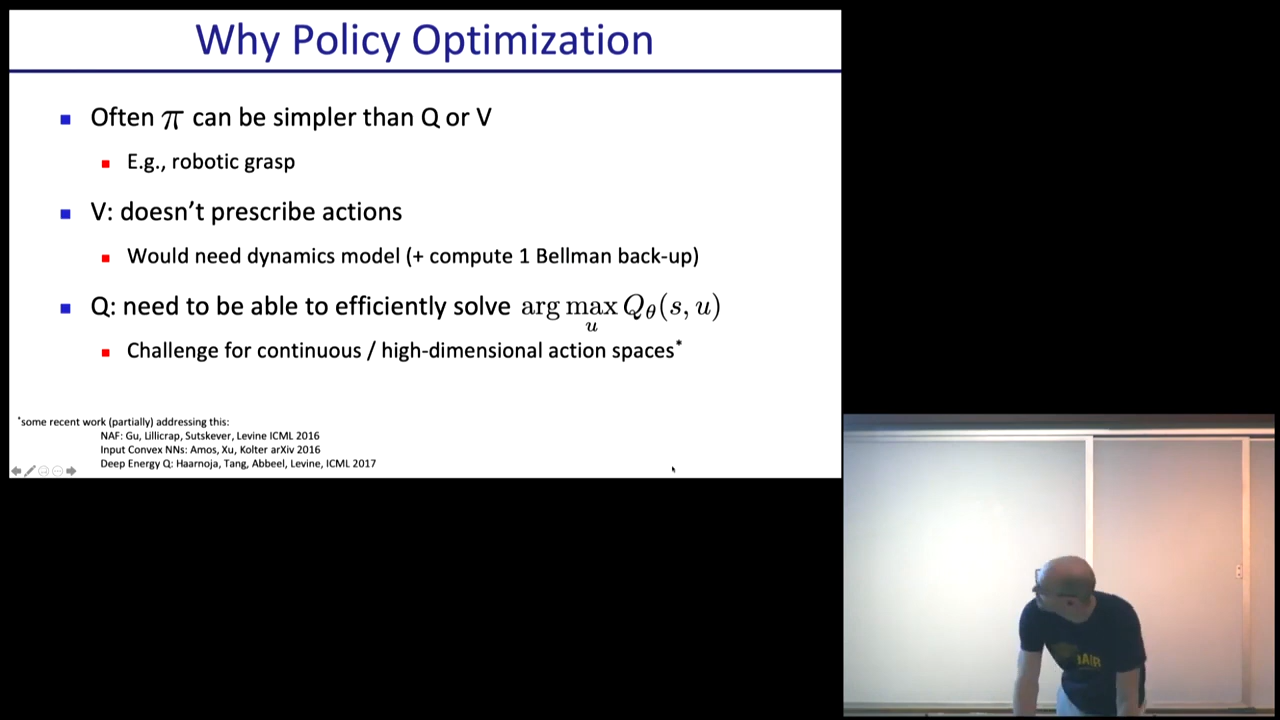 Why Policy Optimization
Often π can be simpler than Q or V
E.g., robotic grasp
V: doesn't prescribe actions
Would need dynamics model (+ compute 1 Bellman back-up)
Q: need to be able to efficiently solve arg max_u Q_θ(s, u)
Challenge for continuous / high-dimensional action spaces*
*some recent work (partially) addressing this:
NAF: Gu, Lillicrap, Sutskever, Levine ICML 2016
Input Convex NNs: Amos, Xu, Kolter arXiv 2016
Deep Energy Q: Haarnoja, Tang, Abbeel, Levine, ICML 2017